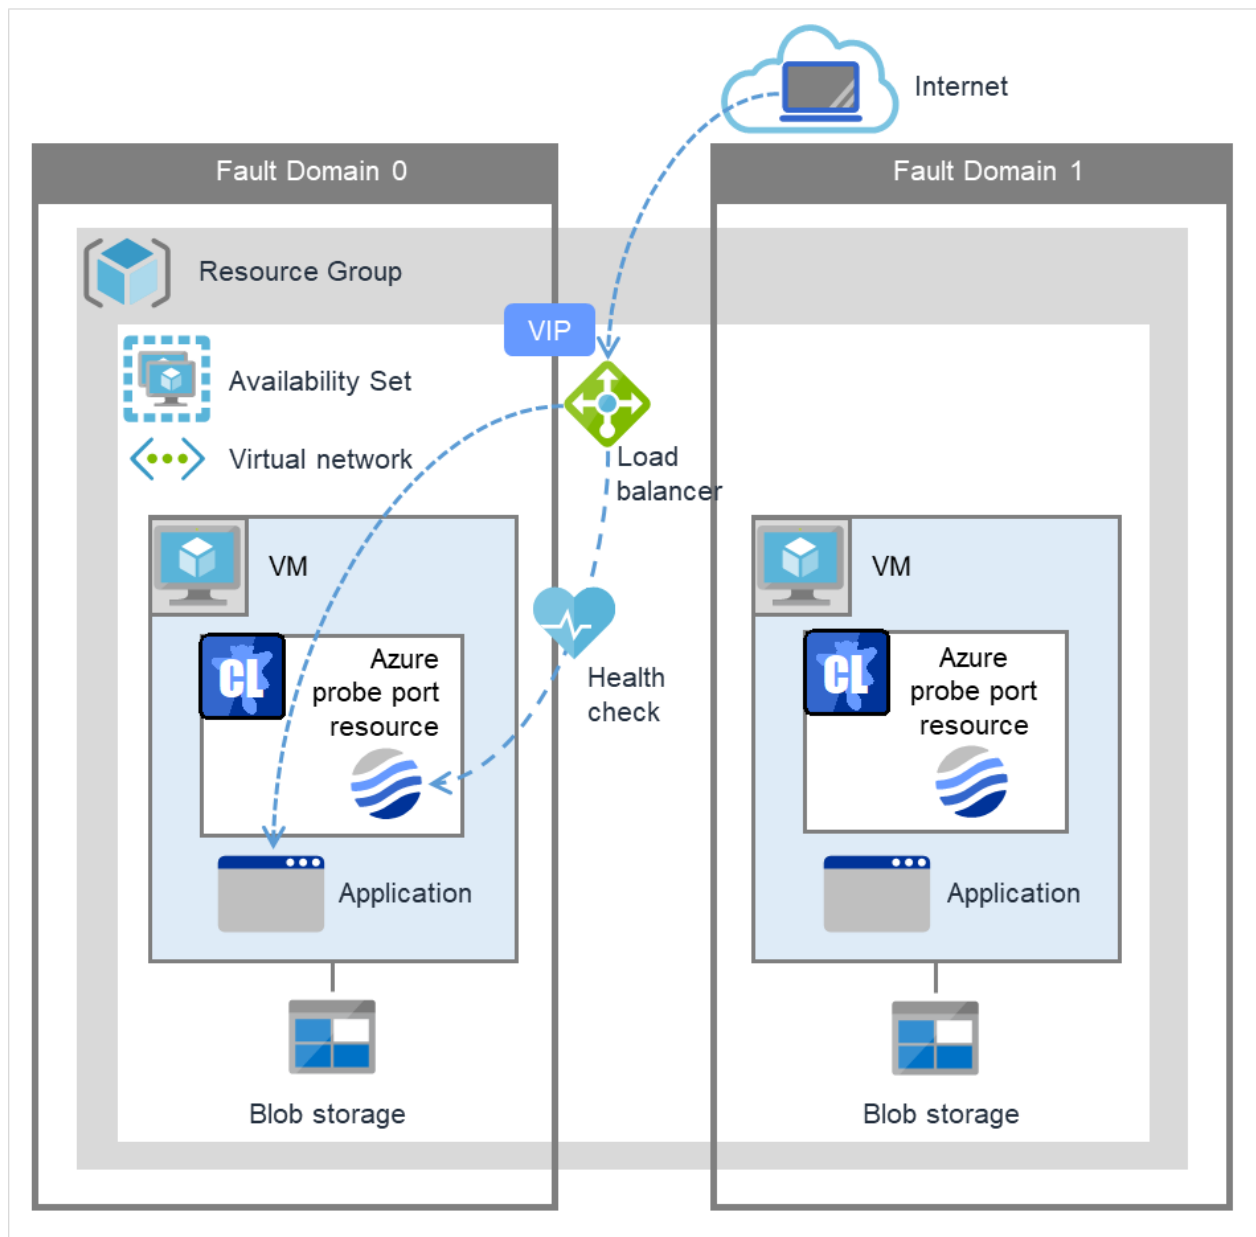 Internet
Fault Domain 0
Fault Domain 1
Resource Group
VIP
Availability Set
Virtual network
Load
balancer
VM
VM
CL
Azure
probe port
resource
CL
Azure
probe port
resource
Health
check
Application
Application
Blob storage
Blob storage